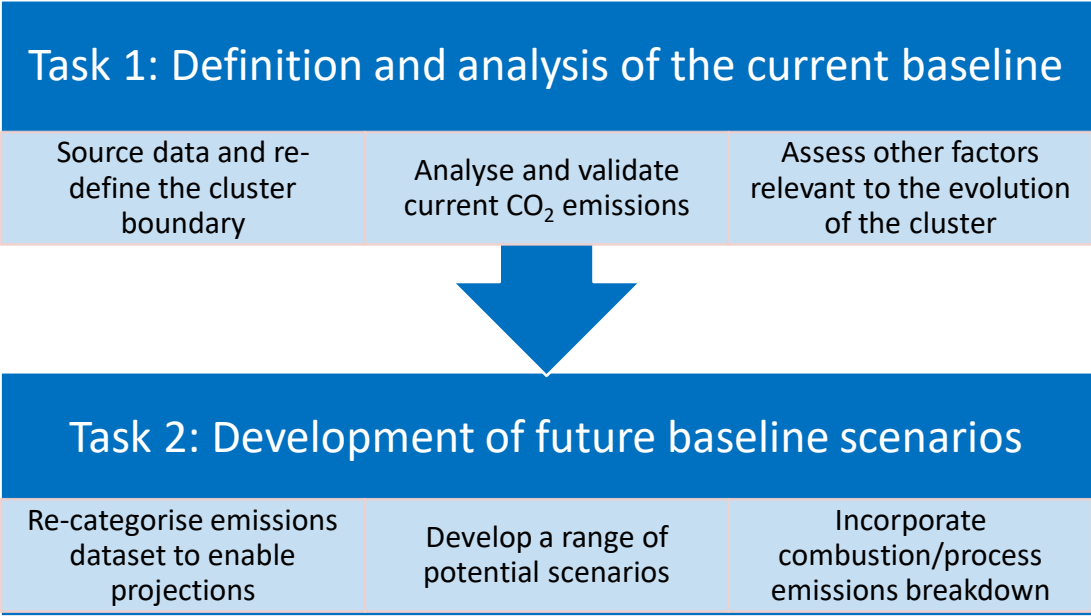 Task 1: Definition and analysis of the current baseline
Source data and re-
define the cluster
boundary
Analyse and validate
current CO₂ emissions
Assess other factors
relevant to the evolution
of the cluster
Task 2: Development of future baseline scenarios
Re-categorise emissions
dataset to enable
projections
Develop a range of
potential scenarios
Incorporate
combustion/process
emissions breakdown